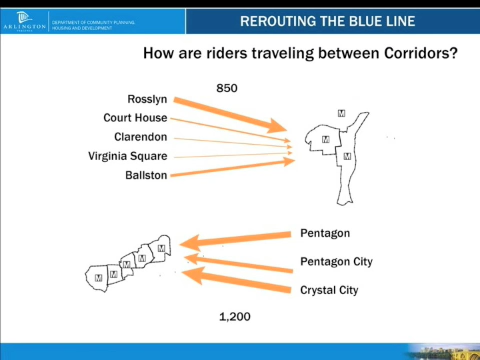 ARLINGTON
VIRGINIA
DEPARTMENT OF COMMUNITY PLANNING,
HOUSING AND DEVELOPMENT
REROUTING THE BLUE LINE
How are riders traveling between Corridors?
850
Rosslyn
Court House
Clarendon
Virginia Square
Ballston
M
M
M
Pentagon
Pentagon City
Crystal City
M
M
M
M
M
1,200